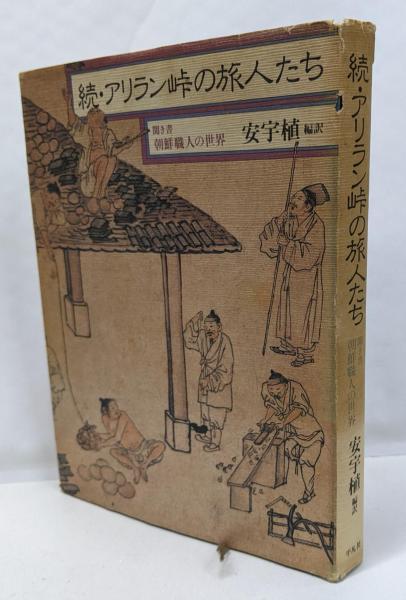 続・アリラン峠の旅人たち
聞き書
朝鮮職人の世界
安宇植 編訳
続・アリラン峠の旅人たち
聞き書
朝鮮職人の世界
安宇植 編訳
平凡社